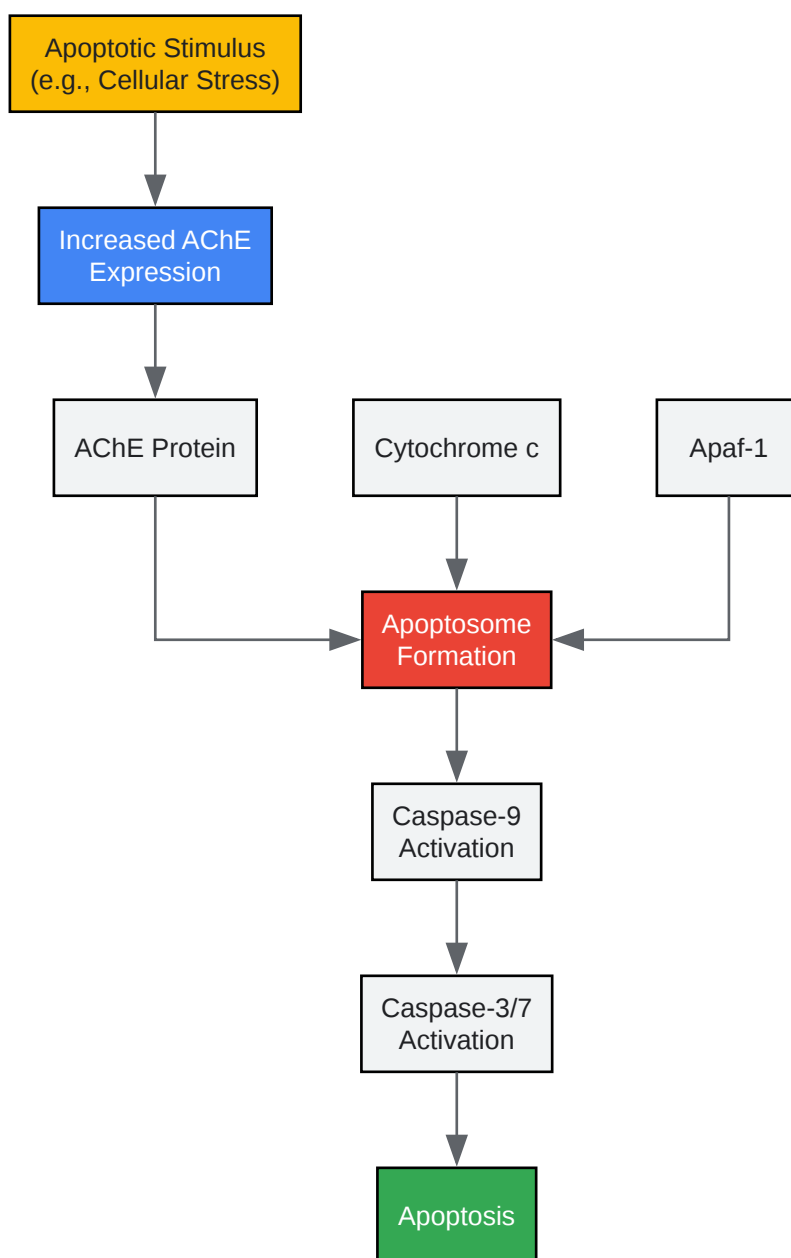 Apoptotic Stimulus
(e.g., Cellular Stress)
Increased AChE
Expression
AChE Protein
Cytochrome c
Apaf-1
Apoptosome
Formation
Caspase-9
Activation
Caspase-3/7
Activation
Apoptosis